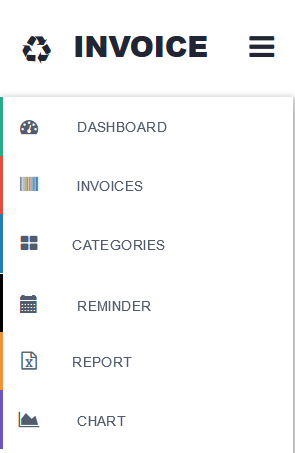 INVOICE
DASHBOARD
INVOICES
CATEGORIES
REMINDER
REPORT
CHART